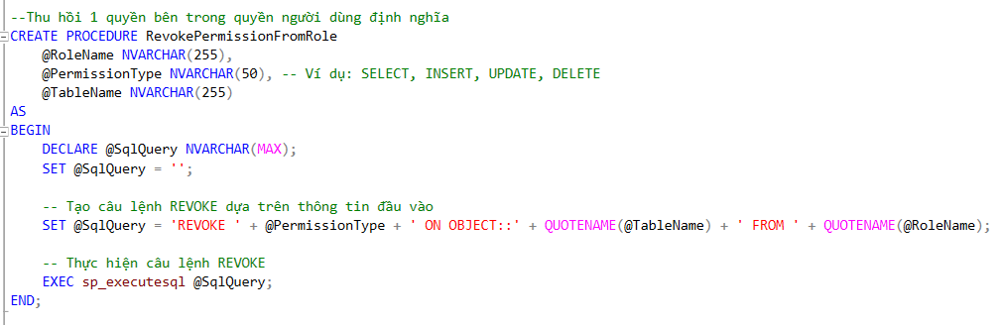 --Thu hồi 1 quyền bên trong quyền người dùng định nghĩa
CREATE PROCEDURE RevokePermissionFromRole
    @RoleName NVARCHAR(255),
    @PermissionType NVARCHAR(50), -- Ví dụ: SELECT, INSERT, UPDATE, DELETE
    @TableName NVARCHAR(255)
AS
BEGIN
    DECLARE @SqlQuery NVARCHAR(MAX);
    SET @SqlQuery = '';
    -- Tạo câu lệnh REVOKE dựa trên thông tin đầu vào
    SET @SqlQuery = 'REVOKE ' + @PermissionType + ' ON OBJECT::' + QUOTENAME(@TableName) + ' FROM ' + QUOTENAME(@RoleName);
    -- Thực hiện câu lệnh REVOKE
    EXEC sp_executesql @SqlQuery;
END;